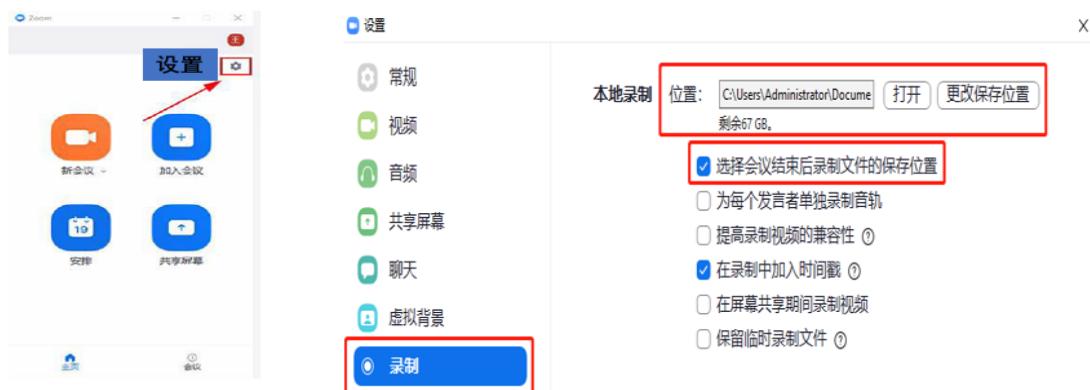 Zoom
王
设置
新会议
加入会议
19
安排
共享屏幕
主页
会议
设置
X
常规
视频
音频
共享屏幕
聊天
虚拟背景
录制
本地录制 位置： C:\Users\Administrator\Docume 打开 更改保存位置
剩余67 GB。
选择会议结束后录制文件的保存位置
为每个发言者单独录制音轨
提高录制视频的兼容性 ?
在录制中加入时间戳 ?
在屏幕共享期间录制视频
保留临时录制文件 ?